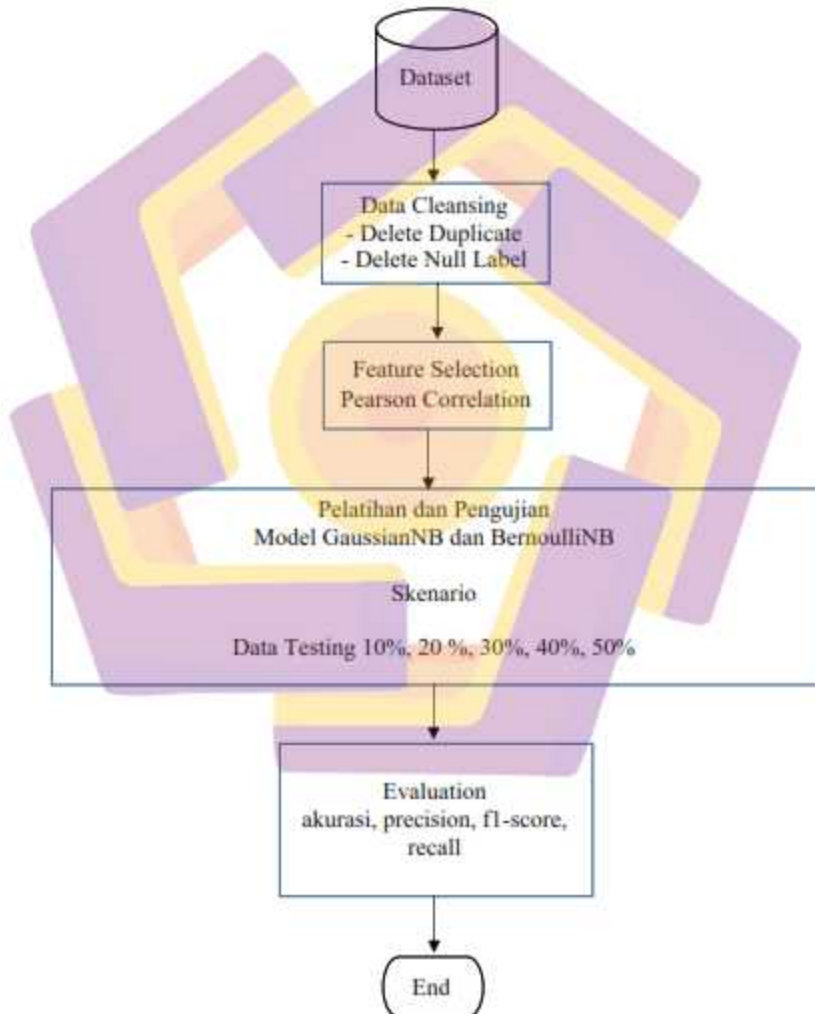 Dataset
Data Cleansing
- Delete Duplicate
- Delete Null Label
Feature Selection
Pearson Correlation
Pelatihan dan Pengujian
Model GaussianNB dan BernoulliNB
Skenario
Data Testing 10%, 20 %, 30%, 40%, 50%
Evaluation
akurasi, precision, f1-score,
recall
End